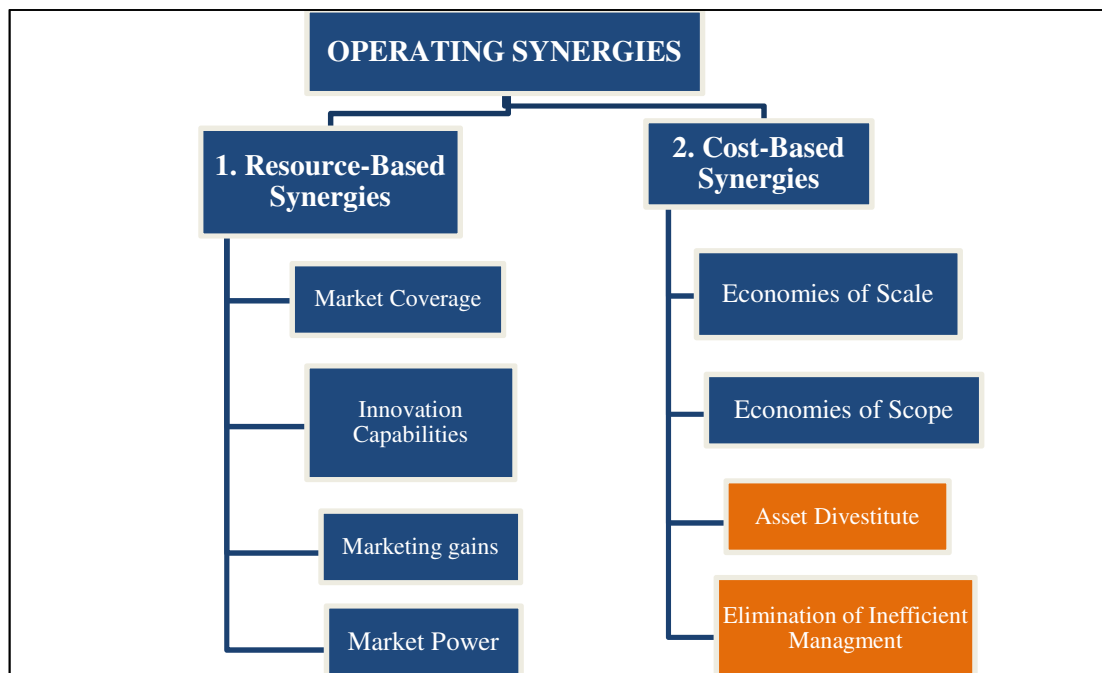 OPERATING SYNERGIES
1. Resource-Based
Synergies
Market Coverage
Innovation
Capabilities
Marketing gains
Market Power
2. Cost-Based
Synergies
Economies of Scale
Economies of Scope
Asset Divestitute
Elimination of Inefficient
Managment